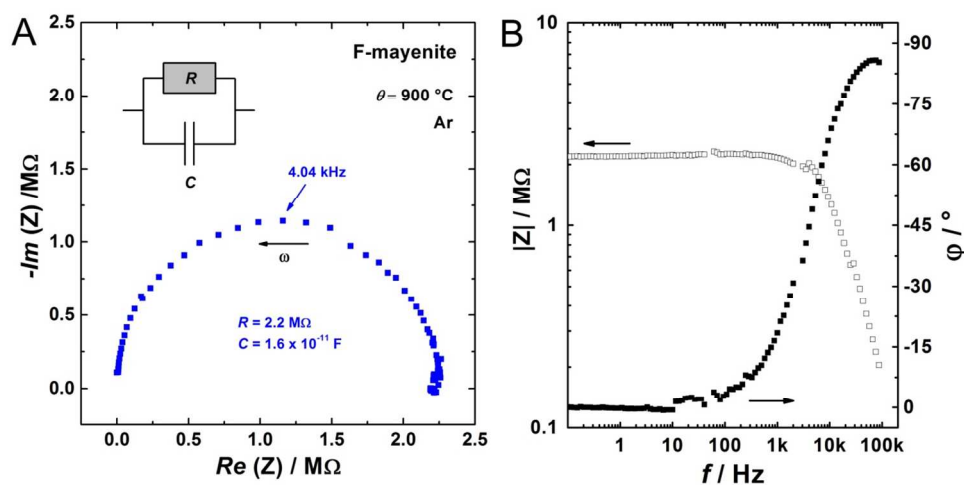 A
F-mayenite
θ = 900 °C
Ar
R
C
4.04 kHz
ω
R = 2.2 MΩ
C = 1.6 x 10⁻¹¹ F
-Im (Z) /MΩ
2.5
2.0
1.5
1.0
0.5
0.0
0.0 0.5 1.0 1.5 2.0 2.5
Re (Z) / MΩ
B
|Z| / MΩ
10
1
0.1
-90
-75
-60
-45
-30
-15
0
φ / °
1 10 100 1k 10k 100k
f / Hz